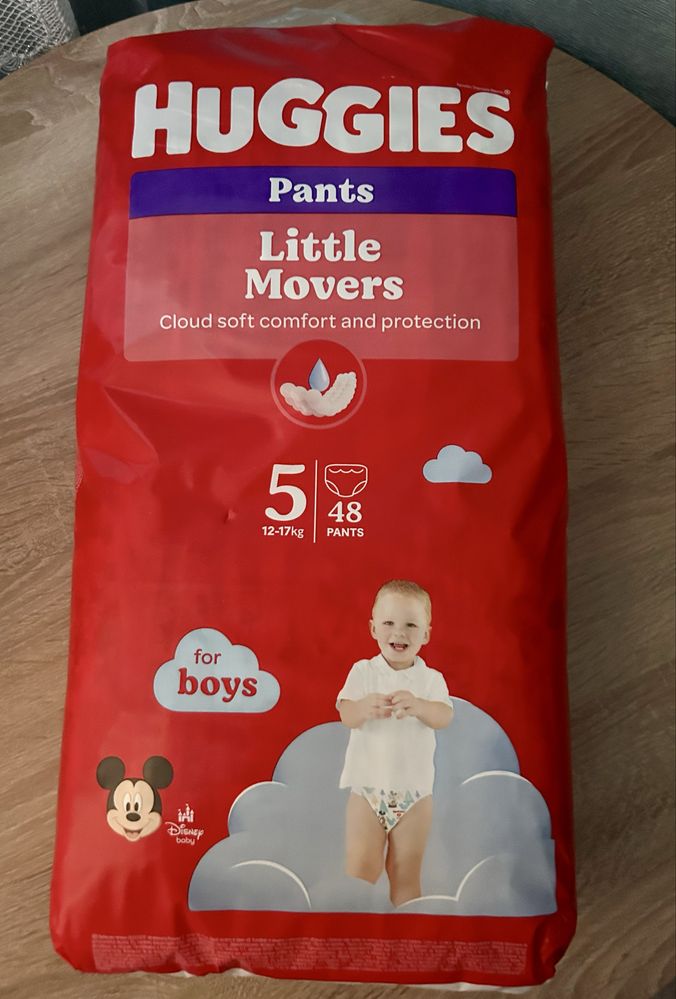 HUGGIES
Pants
Little
Movers
Cloud soft comfort and protection
5
12-17kg
48
PANTS
for
boys
Disney
baby